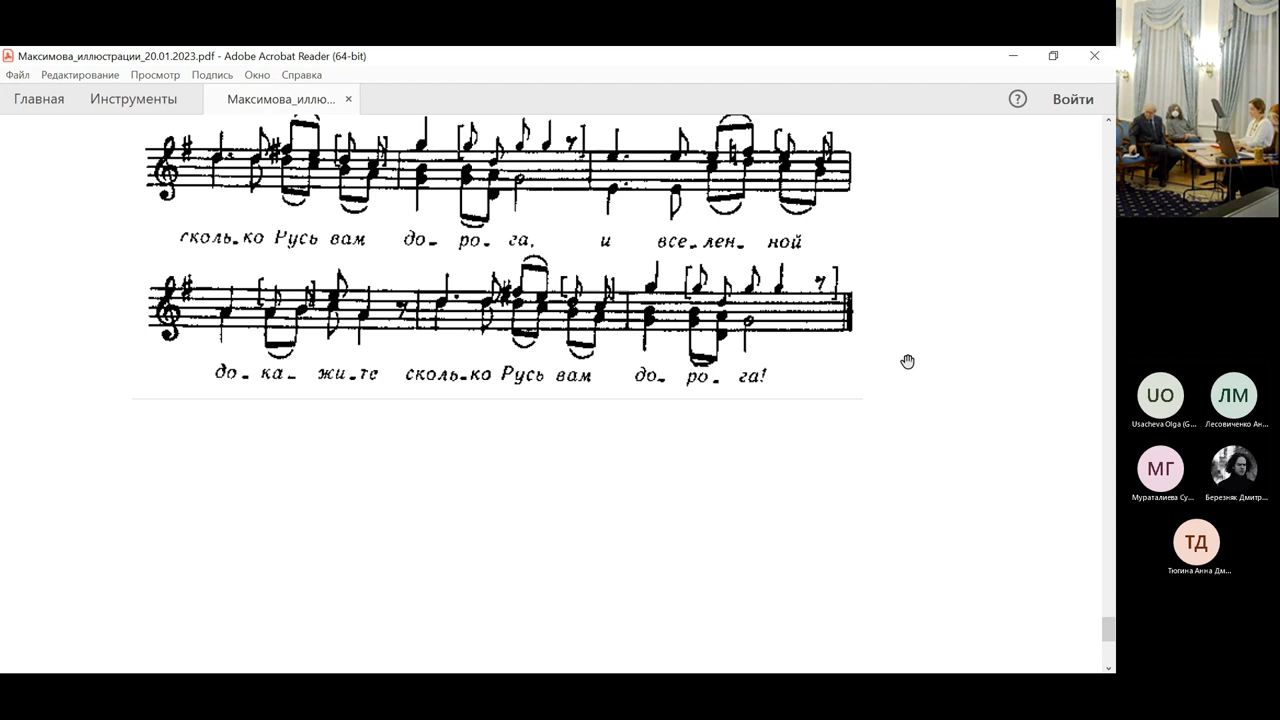 Максимова_иллюстрации_20.01.2023.pdf - Adobe Acrobat Reader (64-bit)
Файл Редактирование Просмотр Подпись Окно Справка
Главная Инструменты Максимова_иллю... × ? Войти
сколь-ко Русь вам до-ро-га, и все-лен-ной
до-ка-жи-те сколь-ко Русь вам до-ро-га!
UO ЛМ
Usacheva Olga (G... Лесовиченко Ан...
МГ
Мураталиева Су... Березняк Дмитр...
ТД
Тюгина Анна Дм...